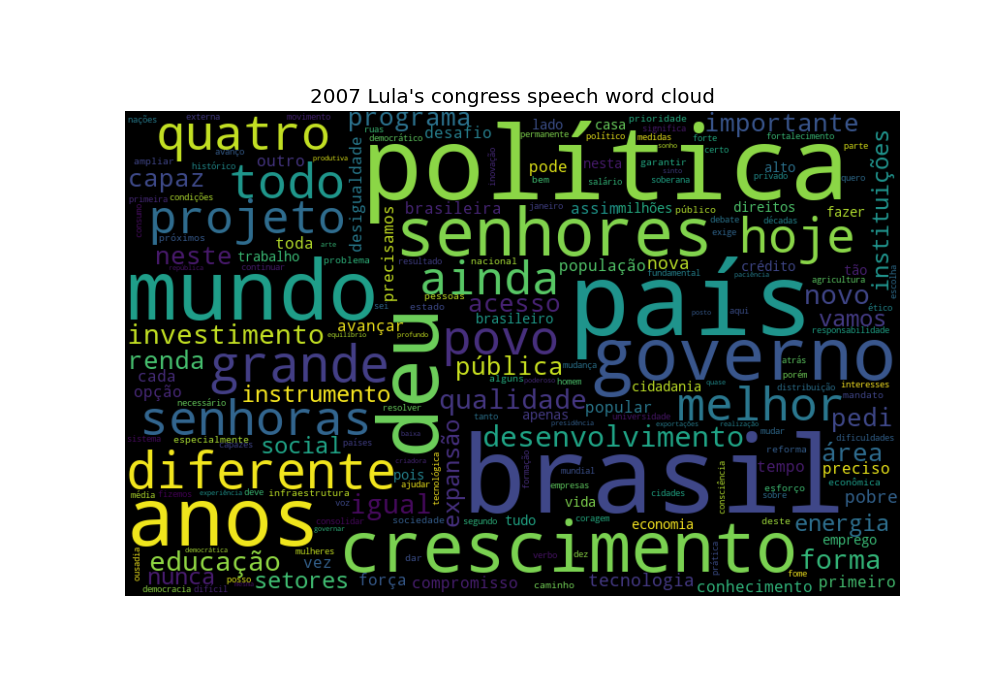 2007 Lula's congress speech word cloud
nações
externa
movimento
quatro
programa
política
prioridade
significa
importante
ruas
democrático
desafio
lado
casa
permanente
político
medidas
forte
fortalecimento
ampliar
avanço
outro
produtiva
sonho
certo
parte
histórico
todo
desigualdade
inovação
pode
nesta
garantir
alto
privado
instituições
capaz
primeira
condições
bem
salário
soberana
sinto
quero
consumo
projeto
precisamos
brasileira
janeiro
assim
milhões
público
direitos
décadas
fazer
próximos
toda
arte
senhores
debate
exige
hoje
neste
trabalho
problema
resultado
nacional
população
nova
crédito
tão
república
continuar
ainda
fundamental
paciência
agricultura
escolha
mundo
sei
pessoas
estado
acesso
país
novo
ético
avançar
deu
brasileiro
posto
aqui
vamos
investimento
equilíbrio
profundo
povo
governo
responsabilidade
renda
grande
pública
mudança
atrás
porém
cada
alguns
poderoso
homem
cidadania
quase
distribuição
interesses
opção
instrumento
qualidade
melhor
mandato
necessário
resolver
tanto
apenas
popular
universidade
exportações
realização
pedi
senhoras
baixa
presidência
mudar
dificuldades
sistema
especialmente
capazes
social
países
expansão
desenvolvimento
brasil
reforma
área
diferente
criadora
pois
tecnológica
formação
mundial
consciência
tempo
econômica
experiência
deve
infraestrutura
ajudar
empresas
esforço
preciso
média
fizemos
voz
igual
vida
cidades
sobre
pobre
anos
consolidar
sociedade
segundo
tudo
coragem
economia
deste
energia
governar
crescimento
ousadia
democrática
mulheres
verbo
dez
prática
emprego
educação
vez
dar
forma
nunca
posso
setores
força
compromisso
caminho
tecnologia
fome
conhecimento
primeiro
democracia
difícil